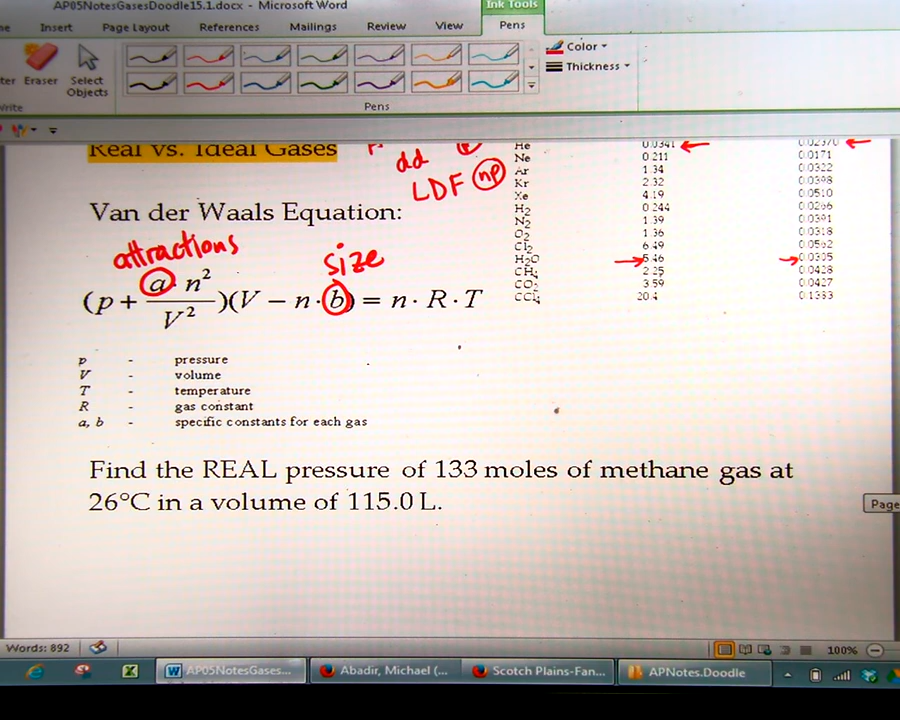 AP05NotesGasesDoodle15.1.docx - Microsoft Word
Ink Tools
Insert Page Layout References Mailings Review View Pens
Eraser Select Objects
Color
Thickness
Pens
Real vs. Ideal Gases
dd
LDF np
Van der Waals Equation:
attractions
size
(p + a · n² / V²)(V − n · b) = n · R · T
He 0.0341 0.02370
Ne 0.211 0.0171
Ar 1.34 0.0322
Kr 2.32 0.0398
Xe 4.19 0.0510
H₂ 0.244 0.0266
N₂ 1.39 0.0391
O₂ 1.36 0.0318
Cl₂ 6.49 0.0562
H₂O 5.46 0.0305
CH₄ 2.25 0.0428
CO₂ 3.59 0.0427
CCl₄ 20.4 0.1383
p - pressure
V - volume
T - temperature
R - gas constant
a, b - specific constants for each gas
Find the REAL pressure of 133 moles of methane gas at
26°C in a volume of 115.0 L.
Page
Words: 892 100%
AP05NotesGases... Abadir, Michael (... Scotch Plains-Fan... APNotes.Doodle